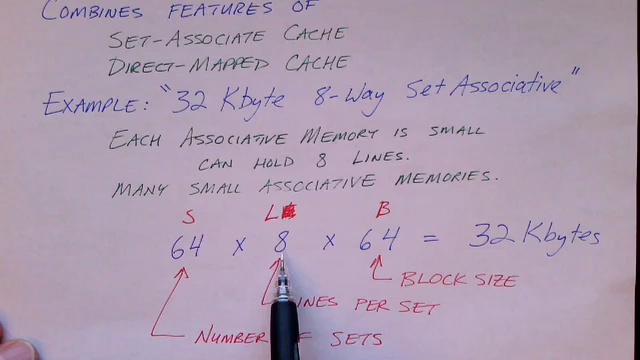 COMBINES FEATURES OF
SET-ASSOCIATE CACHE
DIRECT-MAPPED CACHE
EXAMPLE: "32 Kbyte 8-Way Set Associative"
EACH ASSOCIATIVE MEMORY IS SMALL
CAN HOLD 8 LINES.
MANY SMALL ASSOCIATIVE MEMORIES.
S L B
64 x 8 x 64 = 32 Kbytes
BLOCK SIZE
LINES PER SET
NUMBER OF SETS